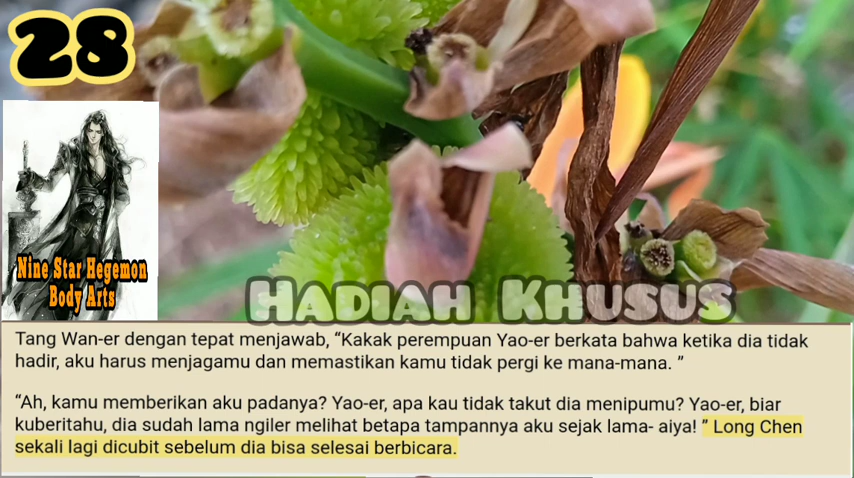 28
Nine Star Hegemon
Body Arts
Hadiah Khusus
Tang Wan-er dengan tepat menjawab, “Kakak perempuan Yao-er berkata bahwa ketika dia tidak
hadir, aku harus menjagamu dan memastikan kamu tidak pergi ke mana-mana. ”
“Ah, kamu memberikan aku padanya? Yao-er, apa kau tidak takut dia menipumu? Yao-er, biar
kuberitahu, dia sudah lama ngiler melihat betapa tampannya aku sejak lama- aiya! ” Long Chen
sekali lagi dicubit sebelum dia bisa selesai berbicara.